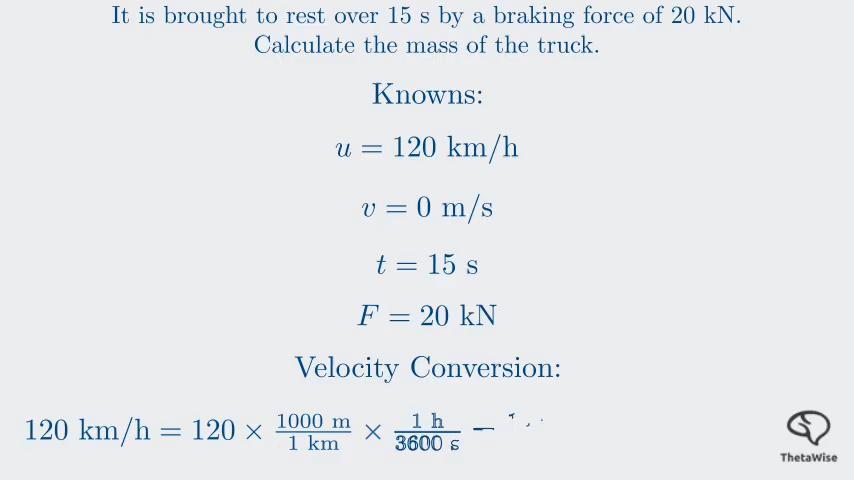 It is brought to rest over 15 s by a braking force of 20 kN.
Calculate the mass of the truck.
Knowns:
u = 120 km/h
v = 0 m/s
t = 15 s
F = 20 kN
Velocity Conversion:
120 km/h = 120 × 1000 m / 1 km × 1 h / 3600 s
ThetaWise